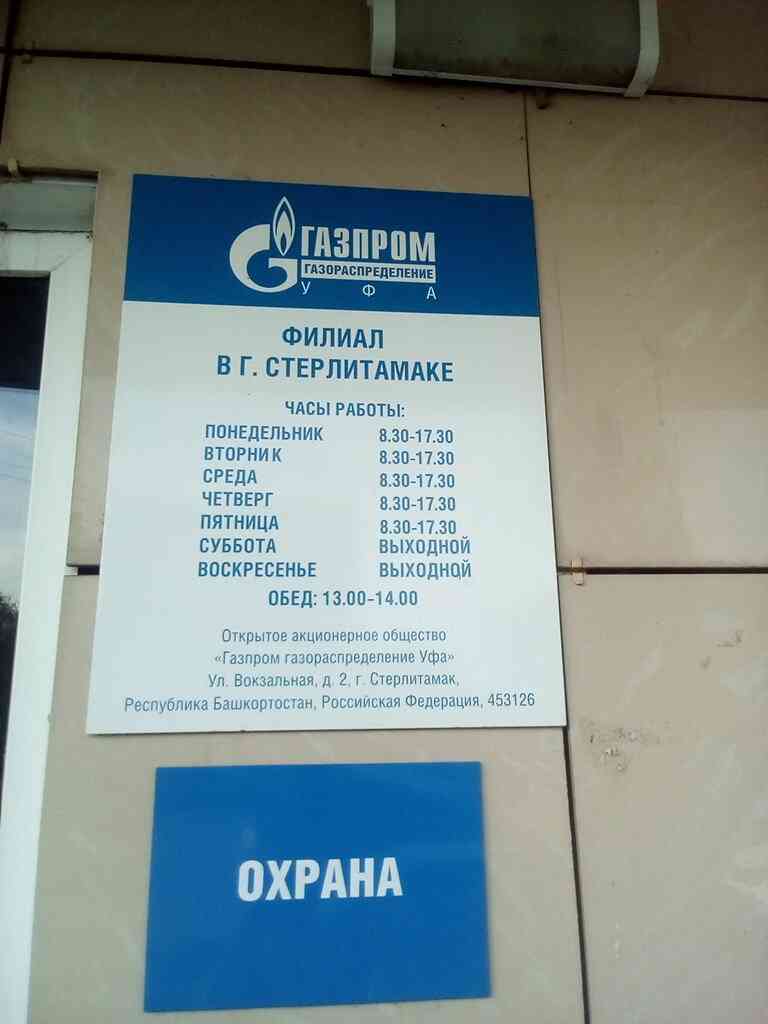 ГАЗПРОМ
ГАЗОРАСПРЕДЕЛЕНИЕ
УФА
ФИЛИАЛ
В Г. СТЕРЛИТАМАКЕ
ЧАСЫ РАБОТЫ:
ПОНЕДЕЛЬНИК 8.30-17.30
ВТОРНИК 8.30-17.30
СРЕДА 8.30-17.30
ЧЕТВЕРГ 8.30-17.30
ПЯТНИЦА 8.30-17.30
СУББОТА ВЫХОДНОЙ
ВОСКРЕСЕНЬЕ ВЫХОДНОЙ
ОБЕД: 13.00-14.00
Открытое акционерное общество
«Газпром газораспределение Уфа»
Ул. Вокзальная, д. 2, г. Стерлитамак,
Республика Башкортостан, Российская Федерация, 453126
ОХРАНА